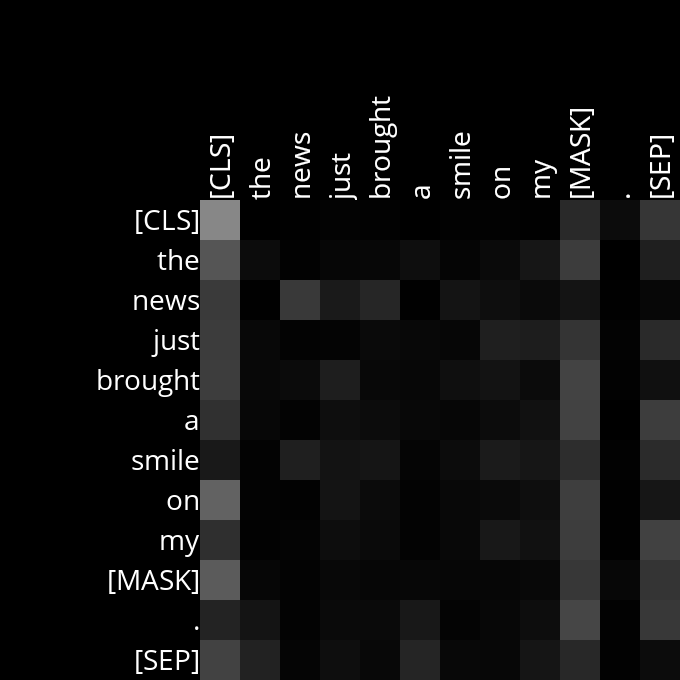 [CLS] the news just brought a smile on my [MASK] . [SEP]
[CLS]
the
news
just
brought
a
smile
on
my
[MASK]
.
[SEP]